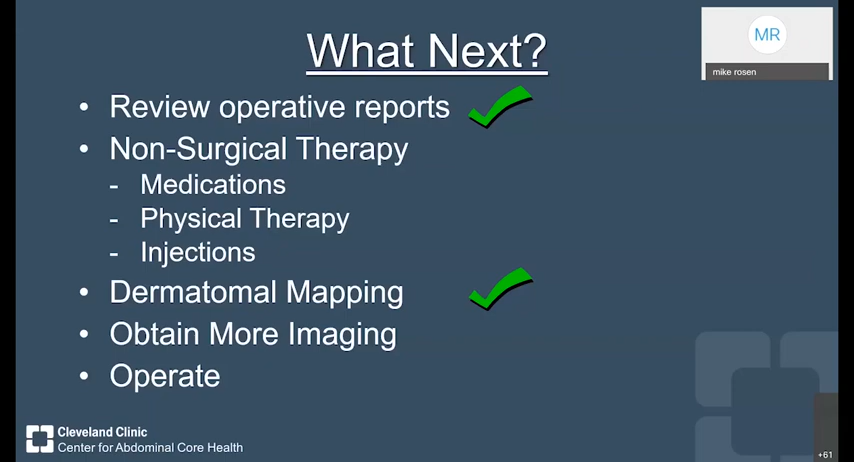 What Next?
MR
mike rosen
• Review operative reports
• Non-Surgical Therapy
- Medications
- Physical Therapy
- Injections
• Dermatomal Mapping
• Obtain More Imaging
• Operate
Cleveland Clinic
Center for Abdominal Core Health
+61